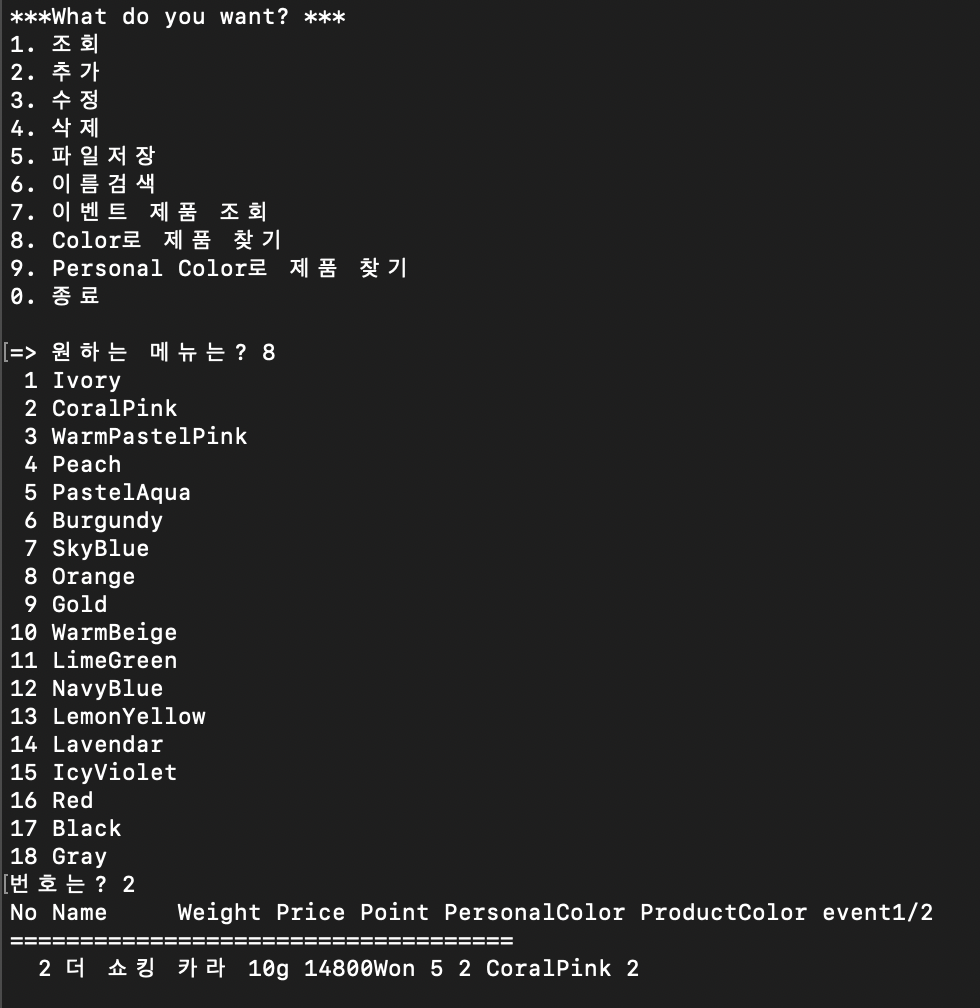 ***What do you want? ***
1. 조회
2. 추가
3. 수정
4. 삭제
5. 파일저장
6. 이름검색
7. 이벤트 제품 조회
8. Color로 제품 찾기
9. Personal Color로 제품 찾기
0. 종료
[=> 원하는 메뉴는? 8
1 Ivory
2 CoralPink
3 WarmPastelPink
4 Peach
5 PastelAqua
6 Burgundy
7 SkyBlue
8 Orange
9 Gold
10 WarmBeige
11 LimeGreen
12 NavyBlue
13 LemonYellow
14 Lavendar
15 IcyViolet
16 Red
17 Black
18 Gray
[번호는? 2
No Name Weight Price Point PersonalColor ProductColor event1/2
====================================
2 더 쇼킹 카라 10g 14800Won 5 2 CoralPink 2